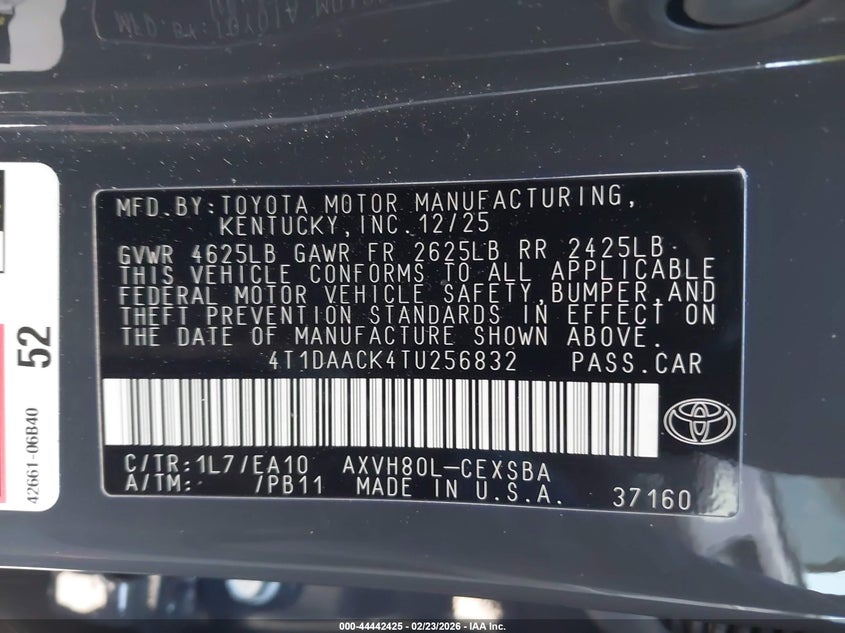 MFD.BY:TOYOTA MOTOR MANUFACTURING,
KENTUCKY,INC.12/25
GVWR 4625LB GAWR FR 2625LB RR 2425LB
THIS VEHICLE CONFORMS TO ALL APPLICABLE
FEDERAL MOTOR VEHICLE SAFETY,BUMPER,AND
THEFT PREVENTION STANDARDS IN EFFECT ON
THE DATE OF MANUFACTURE SHOWN ABOVE.
4T1DAACK4TU256832 PASS.CAR
C/TR:1L7/EA10 AXVH80L-CEXSBA
A/TM: /PB11 MADE IN U.S.A. 37160
52
42661-06B40
000-44442425 - 02/23/2026 - IAA Inc.